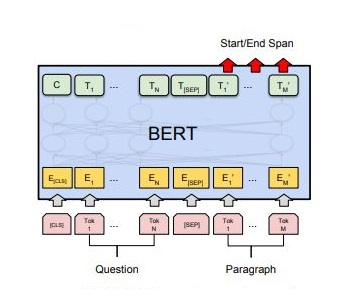 Start/End Span
C T1 ... TN T[SEP] T1' ... TM'
BERT
E[CLS] E1 ... EN E[SEP] E1' ... EM'
[CLS] Tok 1 ... Tok N [SEP] Tok 1 ... Tok M
Question Paragraph